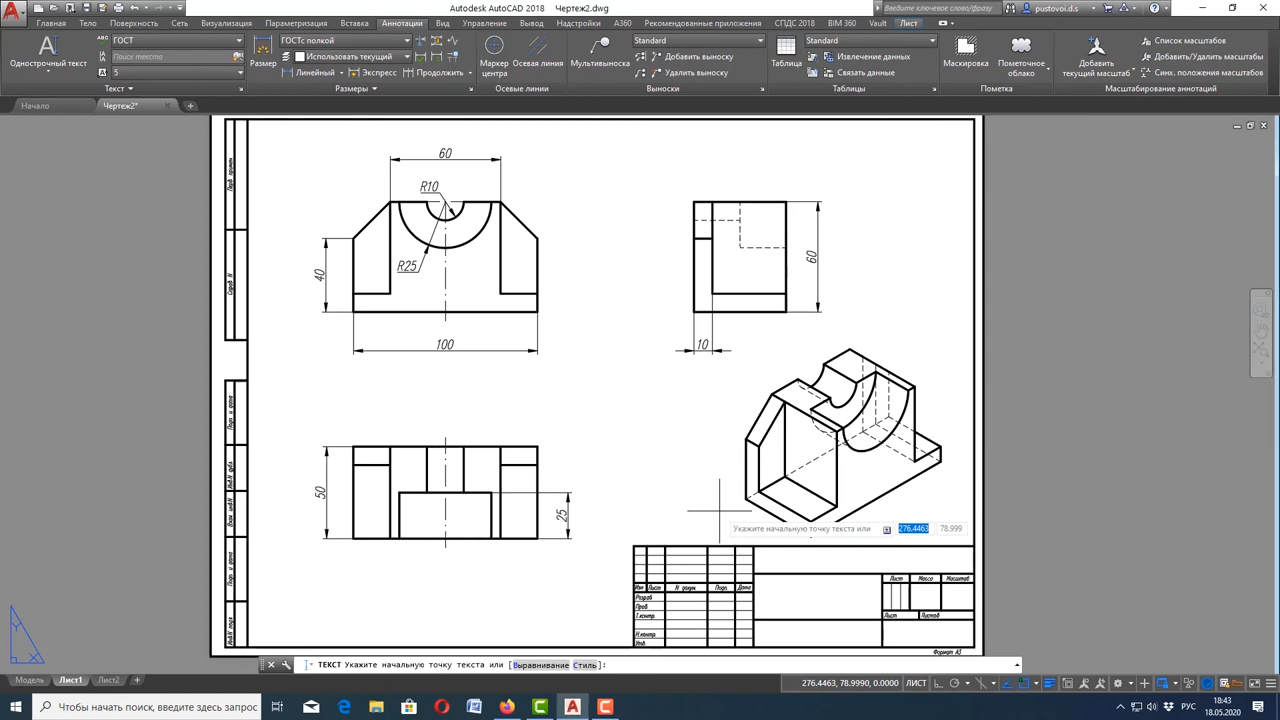 Autodesk AutoCAD 2018 Чертеж2.dwg
Введите ключевое слово/фразу
pustovoi.d.s
Главная Поверхность Сеть Визуализация Параметризация Вставка Аннотации Вид Управление Вывод Надстройки A360 Рекомендованные приложения СПДС 2018 BIM 360 Vault Лист
ГОСТ
ГОСТс полкой
Standard
Standard
Список масштабов
Поиск текста
Использовать текущий
Добавить выноску
Извлечения данных
Добавить/Удалить масштабы
Однострочный текст
5
Размер
Линейный Экспресс Продолжить
Маркер центра
Осевая линия
Мультивыноска
Удалить выноску
Таблица
Связать данные
Маскировка
Пометочное облако
Добавить текущий масштаб
Синх. положения масштаба
Текст
Размеры
Осевые линии
Выноски
Таблицы
Пометка
Масштабирование аннотаций
Начало
Чертеж2*
60
R10
R25
40
60
100
10
50
25
Укажите начальную точку текста или 276.4463 78.999
Лист Масса Масштаб
Изм Лист N докум Подп. Дата
Разраб
Пров
Т.контр
Лист Листов
Н.контр
Утв
Формат А3
ТЕКСТ Укажите начальную точку текста или [Выравнивание Стиль]:
Модель Лист1 Лист2
276.4463, 78.9990, 0.0000 ЛИСТ
Чтобы начать поиск, введите здесь запрос
РУС
18:43
18.05.2020